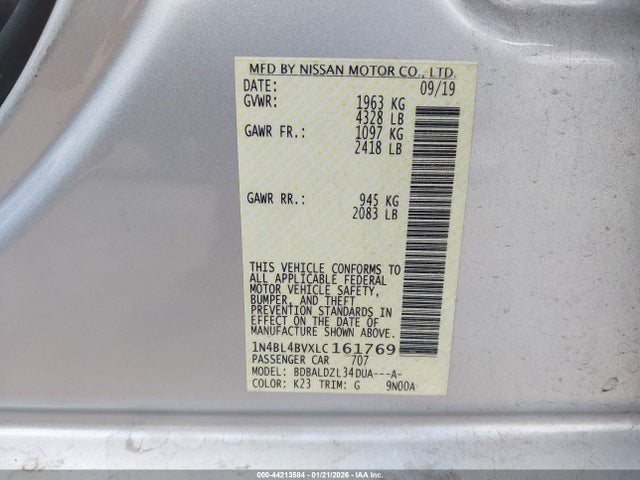 MFD BY NISSAN MOTOR CO., LTD.
DATE: 09/19
GVWR: 1963 KG
4328 LB
GAWR FR.: 1097 KG
2418 LB
GAWR RR.: 945 KG
2083 LB
THIS VEHICLE CONFORMS TO
ALL APPLICABLE FEDERAL
MOTOR VEHICLE SAFETY,
BUMPER, AND THEFT
PREVENTION STANDARDS
IN EFFECT ON THE DATE OF
MANUFACTURE SHOWN ABOVE.
1N4BL4BVXLC161769
PASSENGER CAR 707
MODEL: BDBALDZL34DUA---A-
COLOR: K23 TRIM: G 9N00A
000-44213584 - 01/21/2026 - IAA Inc.